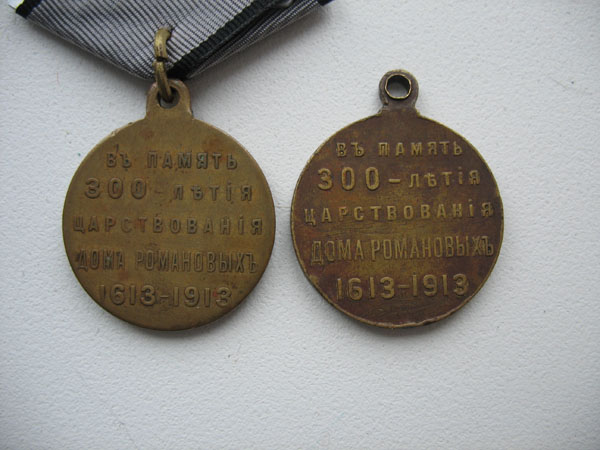 ВЪ ПАМЯТЬ
300-ЛѢТІЯ
ЦАРСТВОВАНІЯ
ДОМА РОМАНОВЫХЪ
1613-1913
ВЪ ПАМЯТЬ
300-ЛѢТІЯ
ЦАРСТВОВАНІЯ
ДОМА РОМАНОВЫХЪ
1613-1913